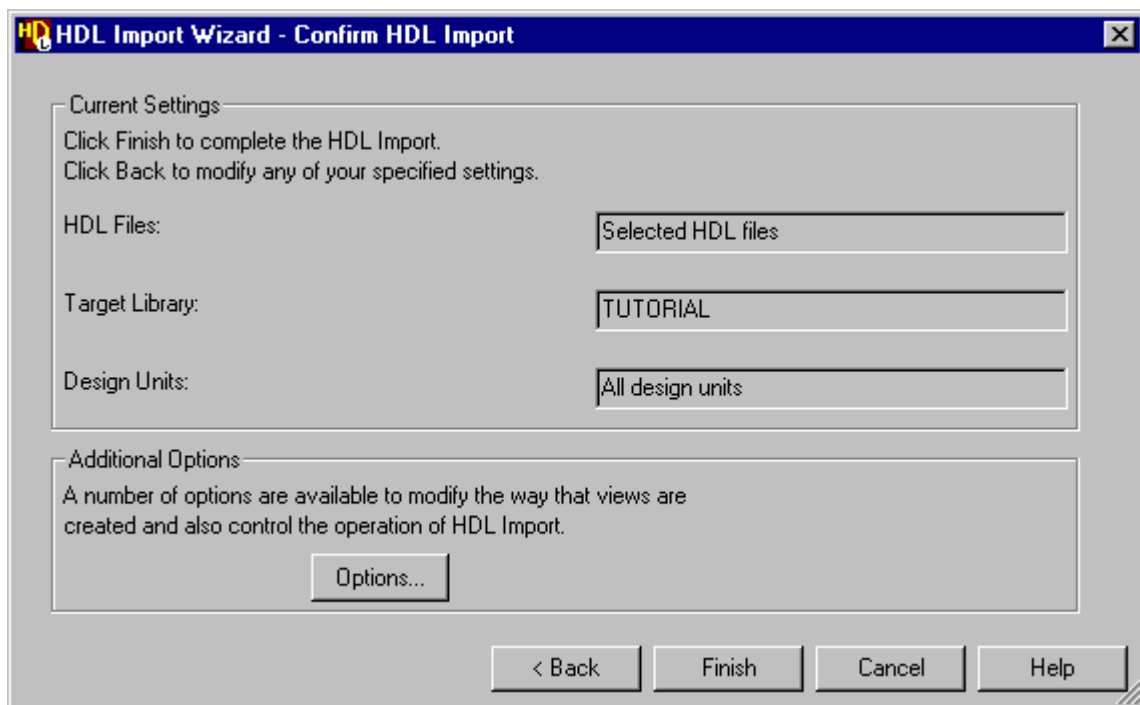 HDL Import Wizard - Confirm HDL Import
Current Settings
Click Finish to complete the HDL Import.
Click Back to modify any of your specified settings.
HDL Files:
Selected HDL files
Target Library:
TUTORIAL
Design Units:
All design units
Additional Options
A number of options are available to modify the way that views are
created and also control the operation of HDL Import.
Options...
< Back
Finish
Cancel
Help